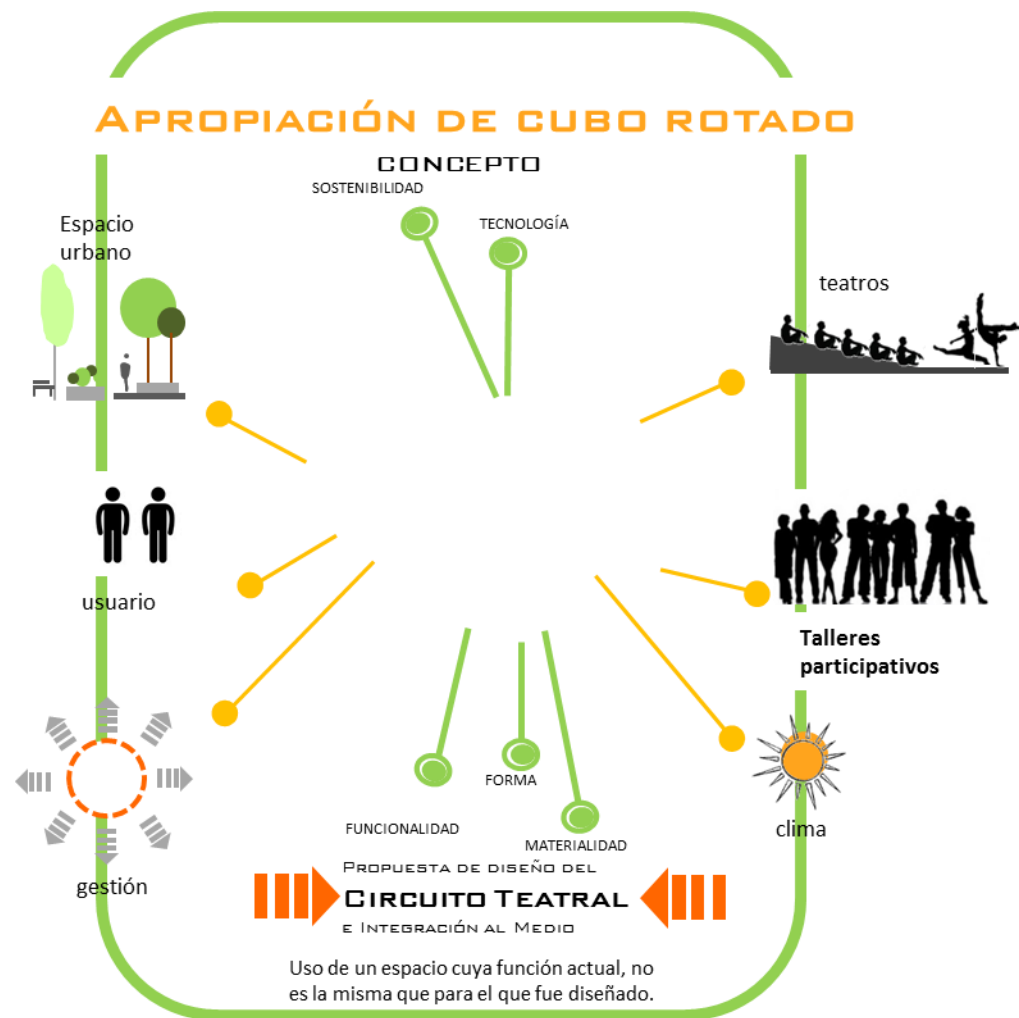 APROPIACIÓN DE CUBO ROTADO
CONCEPTO
SOSTENIBILIDAD
TECNOLOGÍA
Espacio
urbano
teatros
usuario
Talleres
participativos
gestión
clima
FORMA
FUNCIONALIDAD
MATERIALIDAD
PROPUESTA DE DISEÑO DEL
CIRCUITO TEATRAL
E INTEGRACIÓN AL MEDIO
Uso de un espacio cuya función actual, no
es la misma que para el que fue diseñado.